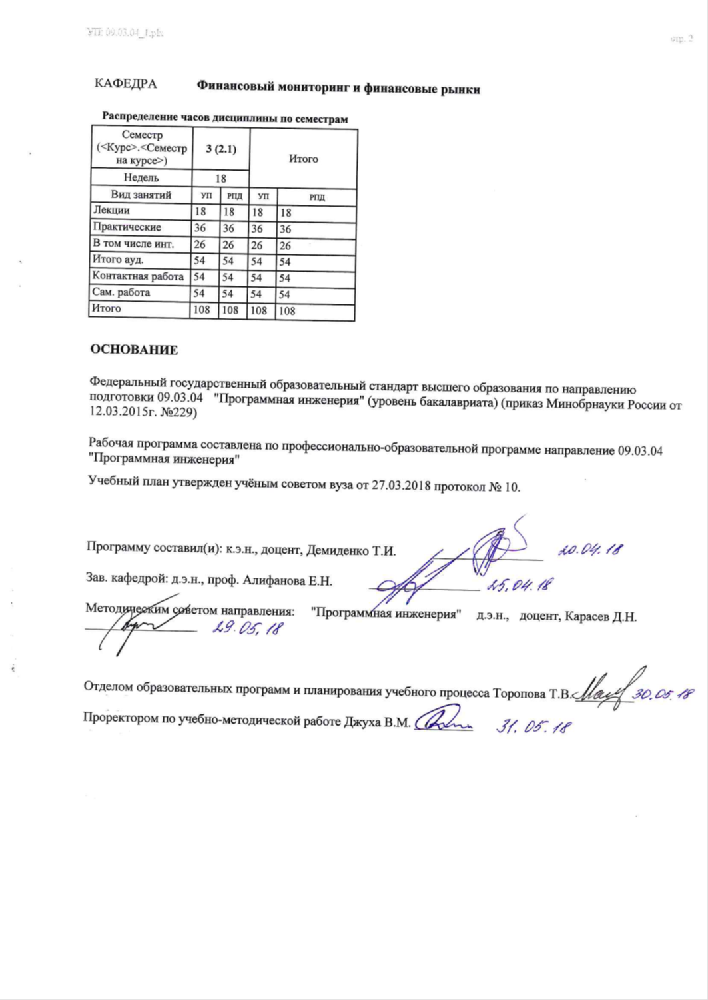 УП: 09.03.04_1.plx
стр. 2
КАФЕДРА Финансовый мониторинг и финансовые рынки
Распределение часов дисциплины по семестрам
Семестр (<Курс>.<Семестр на курсе>) 3 (2.1) Итого
Недель 18
Вид занятий УП РПД УП РПД
Лекции 18 18 18 18
Практические 36 36 36 36
В том числе инт. 26 26 26 26
Итого ауд. 54 54 54 54
Контактная работа 54 54 54 54
Сам. работа 54 54 54 54
Итого 108 108 108 108
ОСНОВАНИЕ
Федеральный государственный образовательный стандарт высшего образования по направлению
подготовки 09.03.04 "Программная инженерия" (уровень бакалавриата) (приказ Минобрнауки России от
12.03.2015г. №229)
Рабочая программа составлена по профессионально-образовательной программе направление 09.03.04
"Программная инженерия"
Учебный план утвержден учёным советом вуза от 27.03.2018 протокол № 10.
Программу составил(и): к.э.н., доцент, Демиденко Т.И. 20.04.18
Зав. кафедрой: д.э.н., проф. Алифанова Е.Н. 25.04.18
Методическим советом направления: "Программная инженерия" д.э.н., доцент, Карасев Д.Н.
29.05.18
Отделом образовательных программ и планирования учебного процесса Торопова Т.В. 30.05.18
Проректором по учебно-методической работе Джуха В.М. 31.05.18